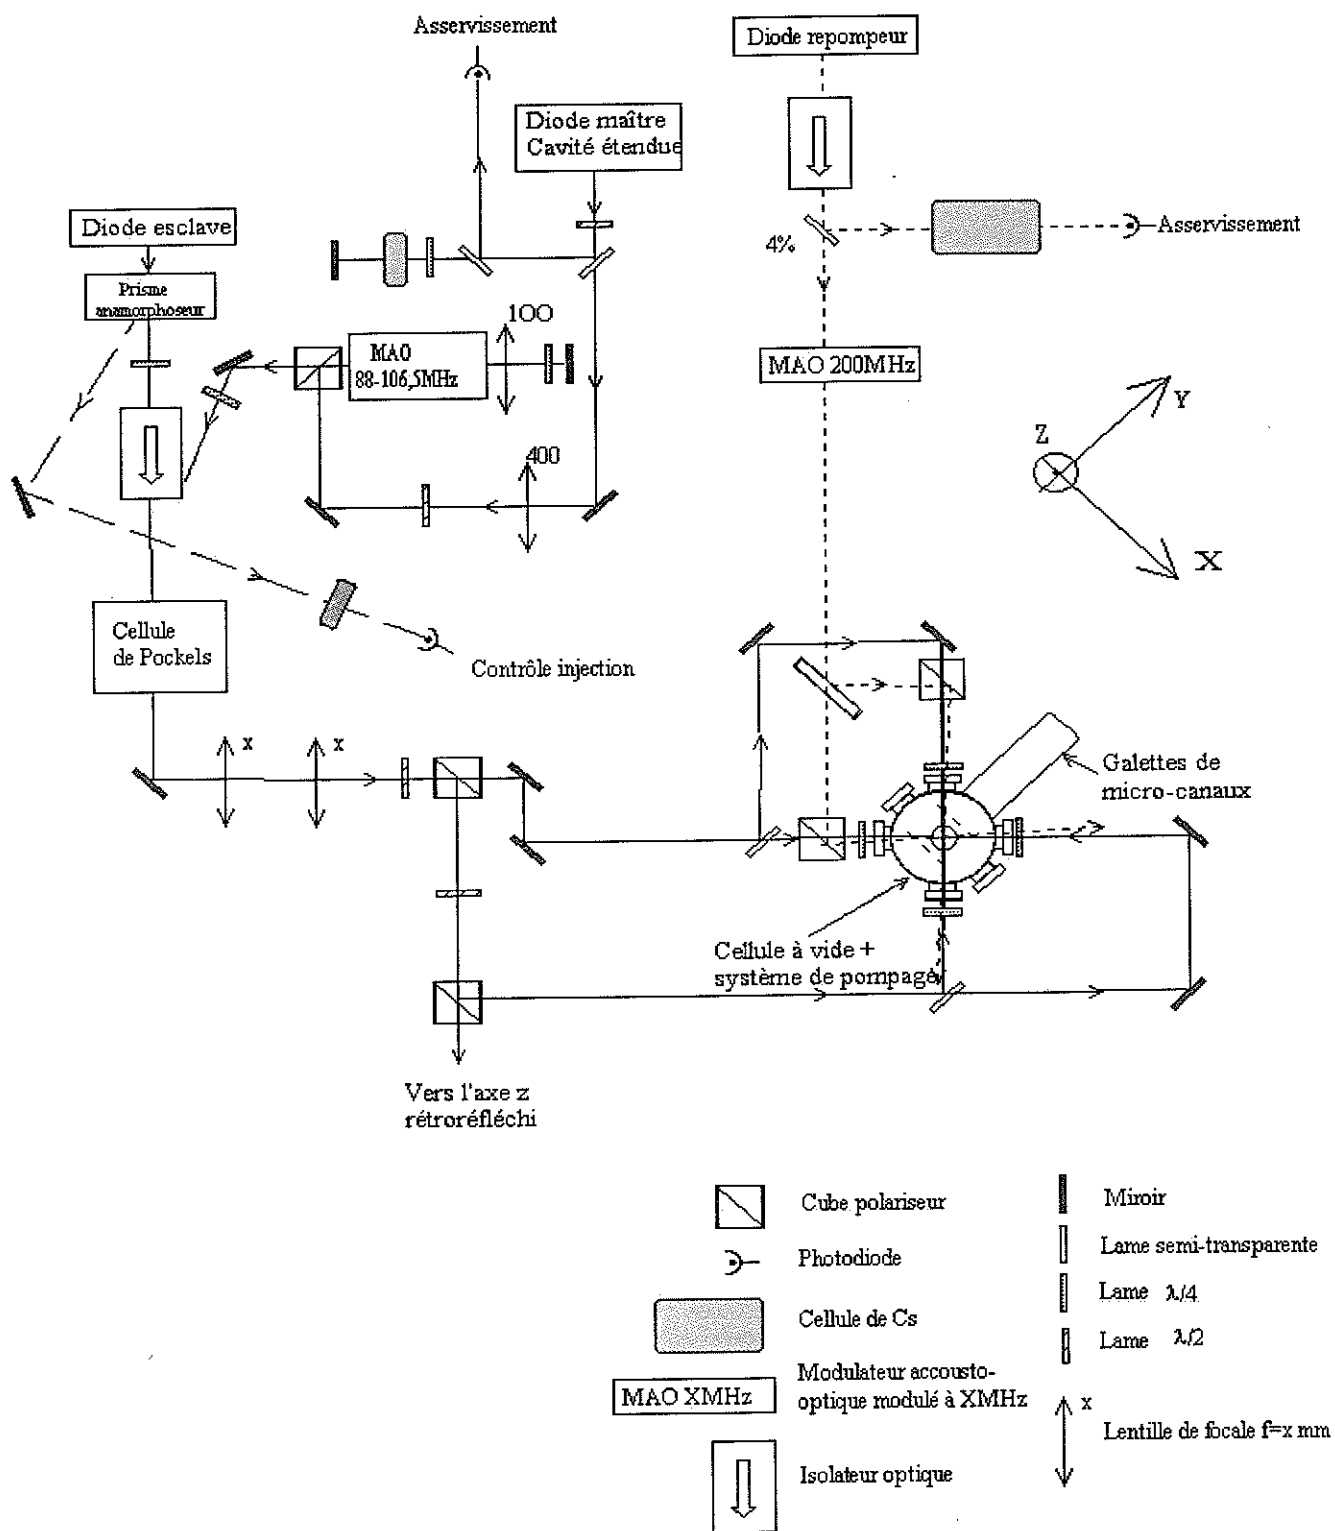 Asservissement
Diode repompeur
Diode maître
Cavité étendue
Diode esclave
Prisme
anamorphoseur
4%
Asservissement
100
MAO
88-106,5MHz
MAO 200MHz
Y
Z
X
400
Cellule
de Pockels
Contrôle injection
x
x
Galettes de
micro-canaux
Cellule à vide +
système de pompage
Vers l'axe z
rétroréfléchi
Cube polariseur
Miroir
Photodiode
Lame semi-transparente
Cellule de Cs
Lame λ/4
Lame λ/2
MAO XMHz
Modulateur accousto-
optique modulé à XMHz
x
Lentille de focale f=x mm
Isolateur optique